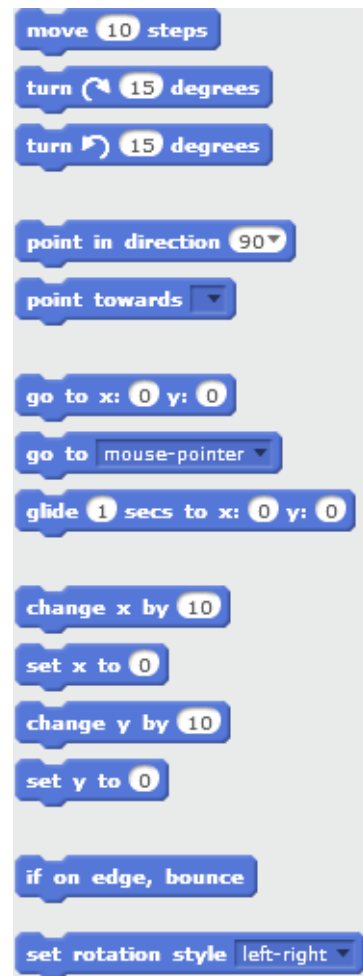 move 10 steps
turn 15 degrees
turn 15 degrees
point in direction 90
point towards
go to x: 0 y: 0
go to mouse-pointer
glide 1 secs to x: 0 y: 0
change x by 10
set x to 0
change y by 10
set y to 0
if on edge, bounce
set rotation style left-right